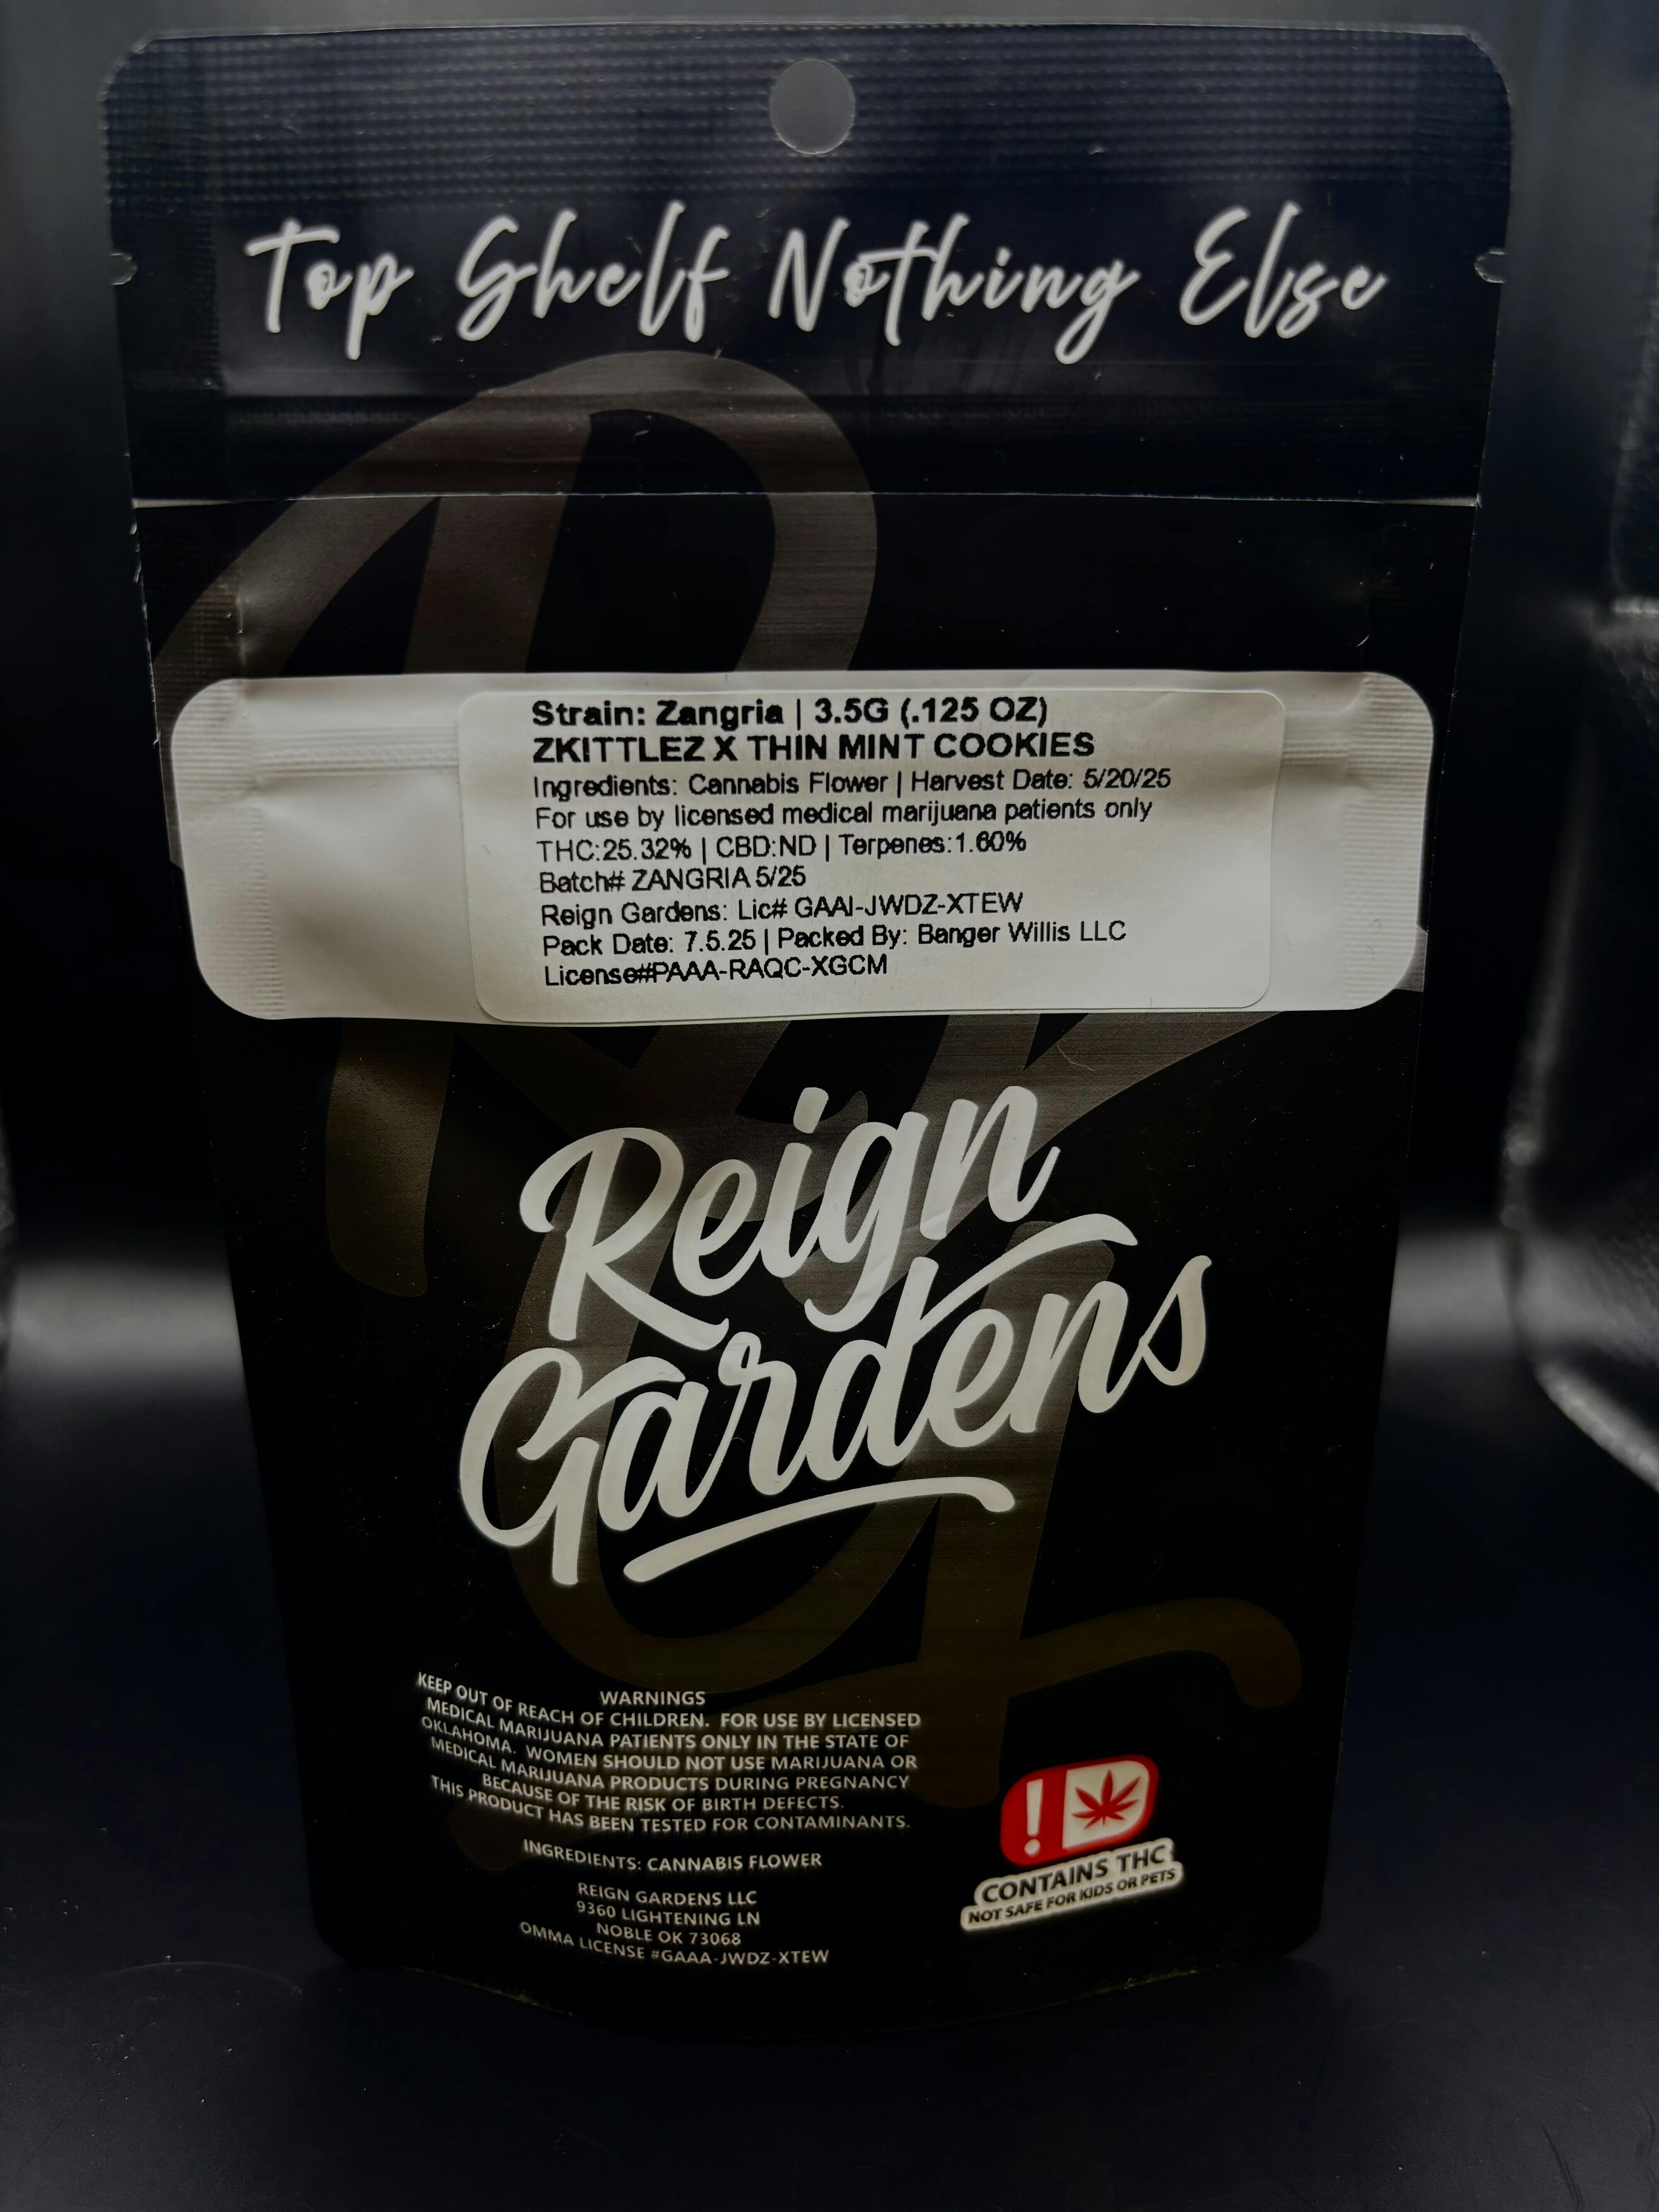 Top Shelf Nothing Else
Strain: Zangria | 3.5G (.125 OZ)
ZKITTLEZ X THIN MINT COOKIES
Ingredients: Cannabis Flower | Harvest Date: 5/20/25
For use by licensed medical marijuana patients only
THC:25.32% | CBD:ND | Terpenes:1.60%
Batch# ZANGRIA 5/25
Reign Gardens: Lic# GAAI-JWDZ-XTEW
Pack Date: 7.5.25 | Packed By: Banger Willis LLC
License#PAAA-RAQC-XGCM
Reign
Gardens
WARNINGS
KEEP OUT OF REACH OF CHILDREN. FOR USE BY LICENSED
MEDICAL MARIJUANA PATIENTS ONLY IN THE STATE OF
OKLAHOMA. WOMEN SHOULD NOT USE MARIJUANA OR
MEDICAL MARIJUANA PRODUCTS DURING PREGNANCY
BECAUSE OF THE RISK OF BIRTH DEFECTS.
THIS PRODUCT HAS BEEN TESTED FOR CONTAMINANTS.
INGREDIENTS: CANNABIS FLOWER
REIGN GARDENS LLC
9360 LIGHTENING LN
NOBLE OK 73068
OMMA LICENSE #GAAA-JWDZ-XTEW
!
CONTAINS THC
NOT SAFE FOR KIDS OR PETS